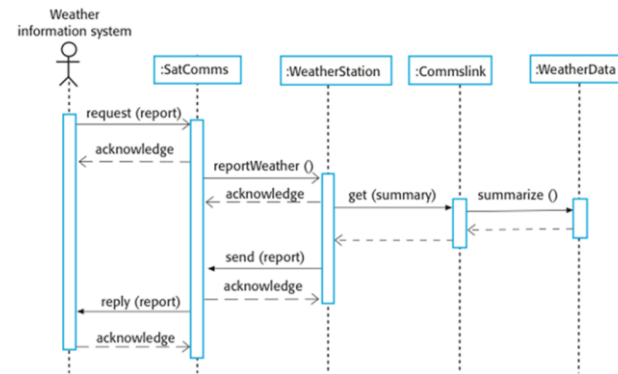 Weather
information system
:SatComms
:WeatherStation
:Commslink
:WeatherData
request (report)
acknowledge
reportWeather ()
acknowledge
get (summary)
summarize ()
send (report)
acknowledge
reply (report)
acknowledge